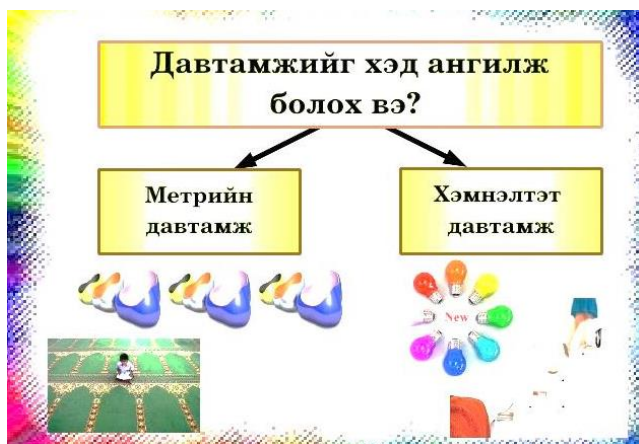 Давтамжийг хэд ангилж
болох вэ?
Метрийн
давтамж
Хэмнэлтэт
давтамж
New